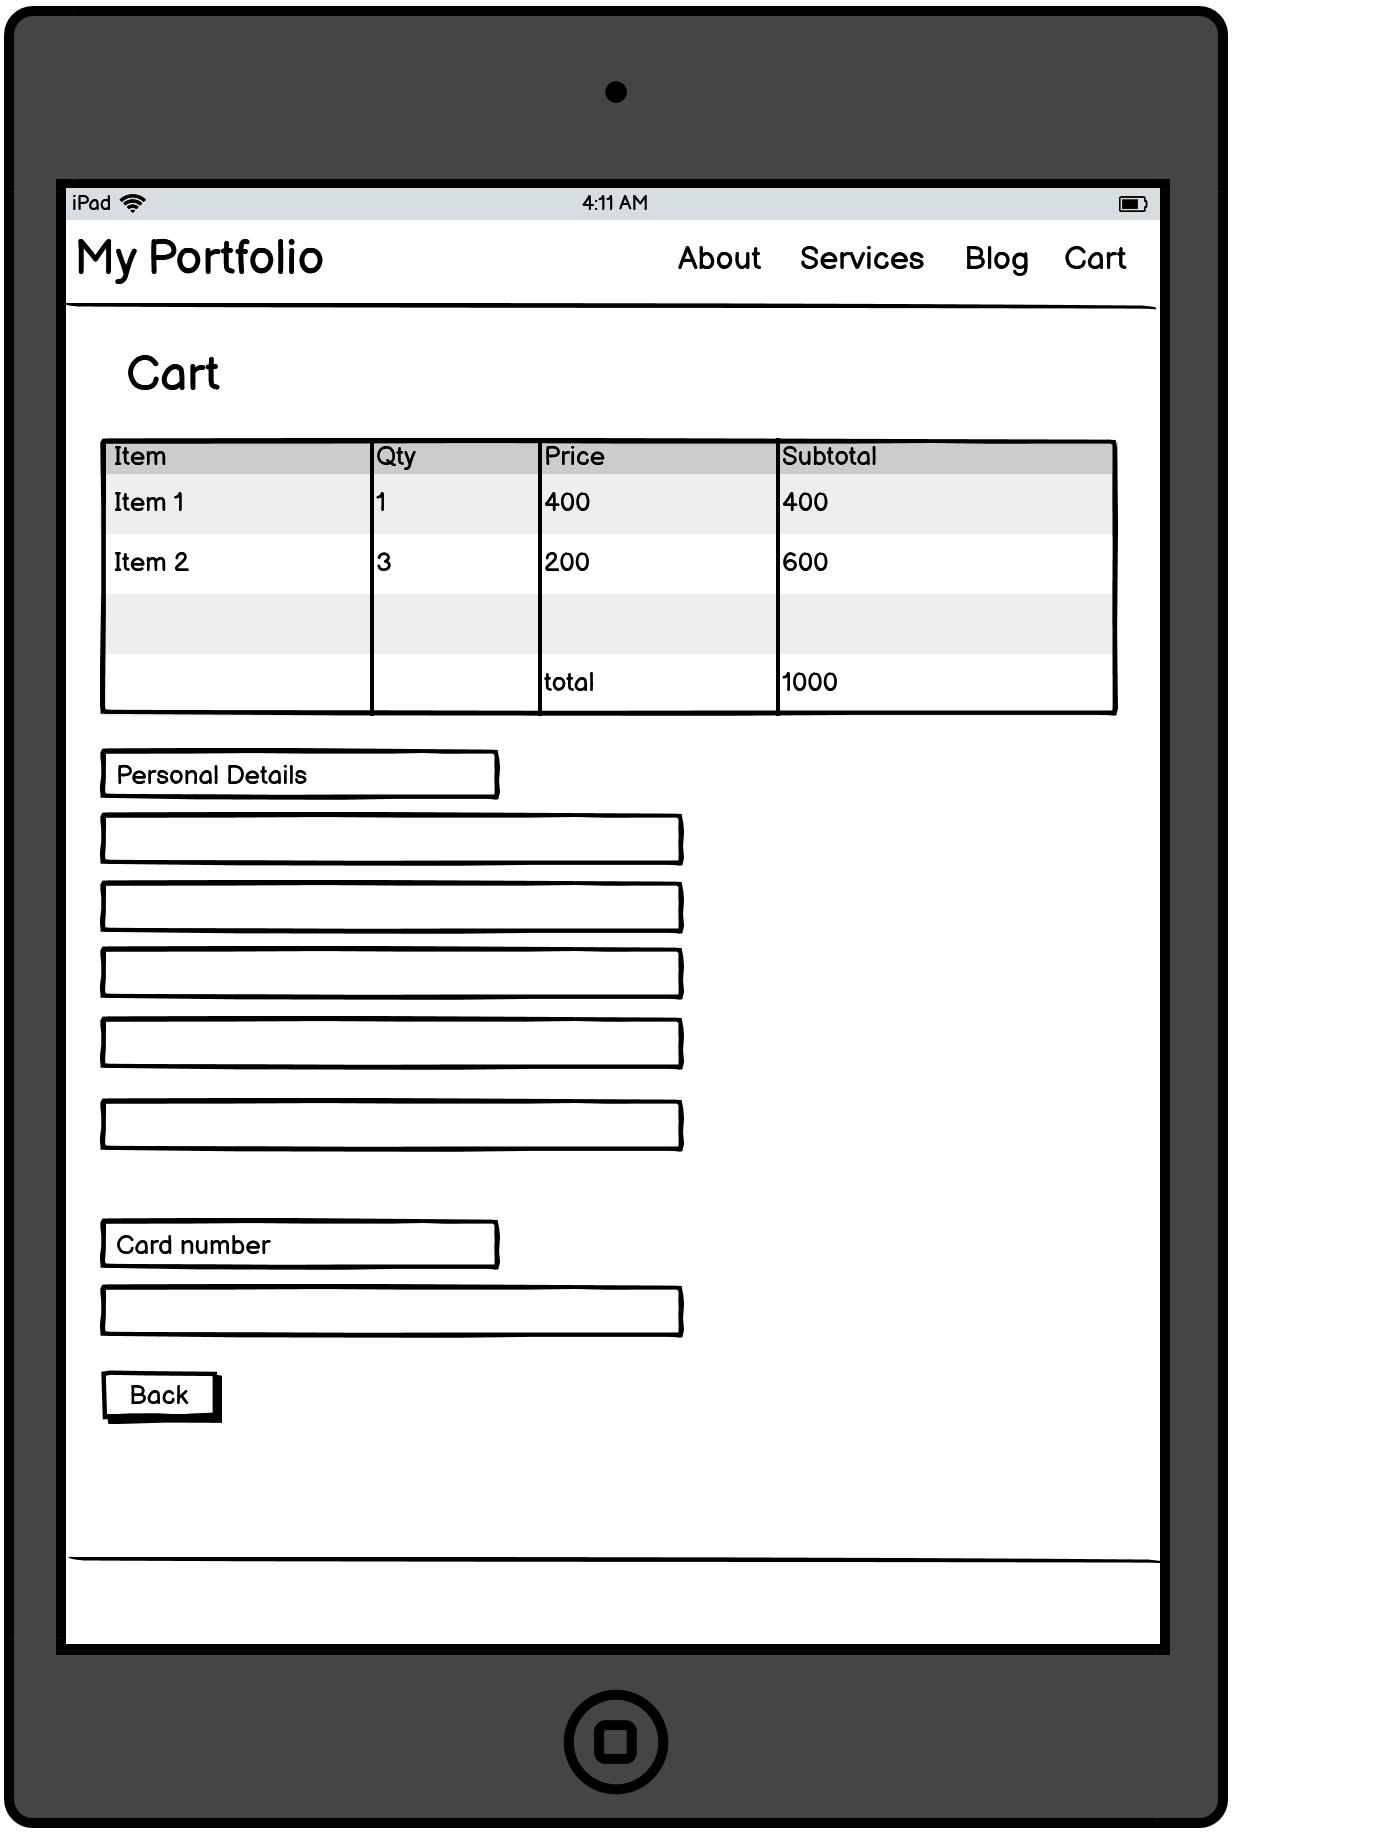 iPad 4:11 AM
My Portfolio About Services Blog Cart
Cart
Item Qty Price Subtotal
Item 1 1 400 400
Item 2 3 200 600
total 1000
Personal Details
Card number
Back